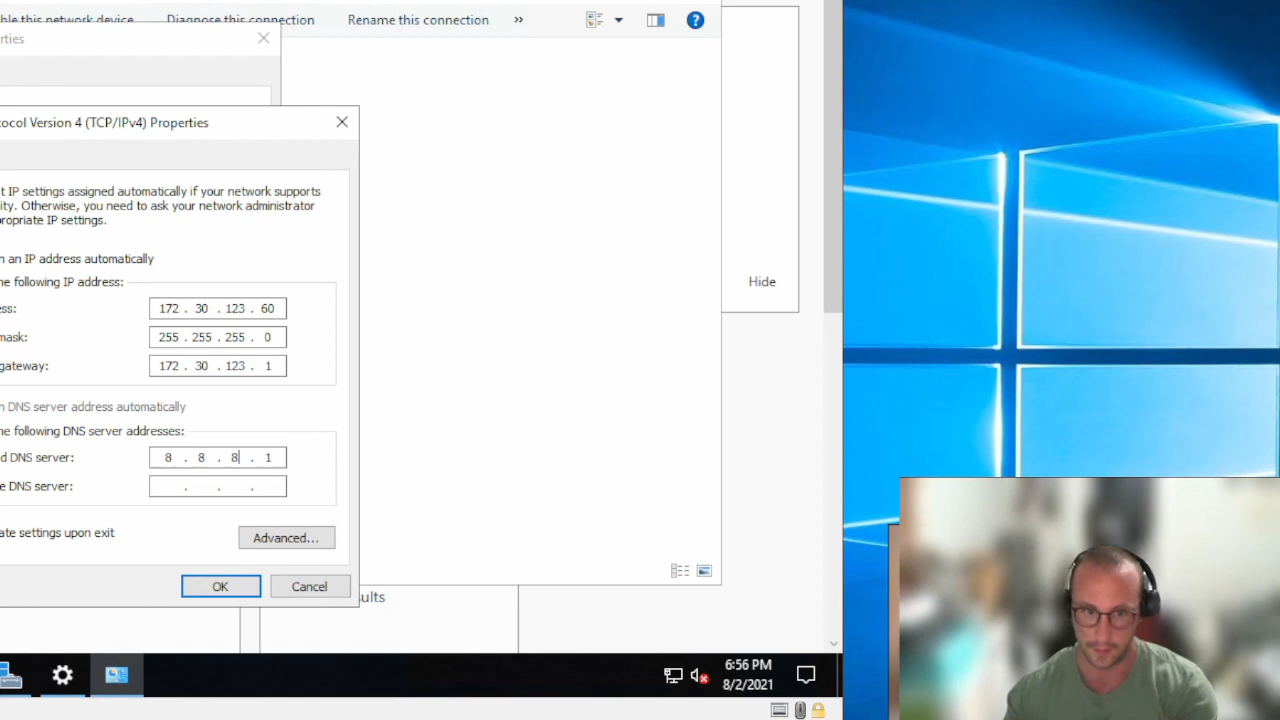 ble this network device Diagnose this connection Rename this connection »
rties
ocol Version 4 (TCP/IPv4) Properties
t IP settings assigned automatically if your network supports
ity. Otherwise, you need to ask your network administrator
propriate IP settings.
n an IP address automatically
he following IP address:
ess: 172 . 30 . 123 . 60
mask: 255 . 255 . 255 . 0
gateway: 172 . 30 . 123 . 1
n DNS server address automatically
he following DNS server addresses:
d DNS server: 8 . 8 . 8 . 1
e DNS server: . . .
ate settings upon exit
Advanced...
OK Cancel
Hide
ults
6:56 PM
8/2/2021